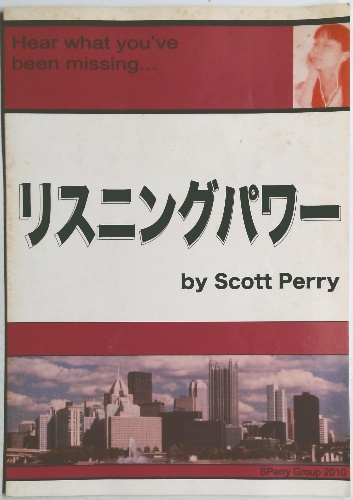 Hear what you've
been missing...
リスニングパワー
by Scott Perry
SPerry Group 2010